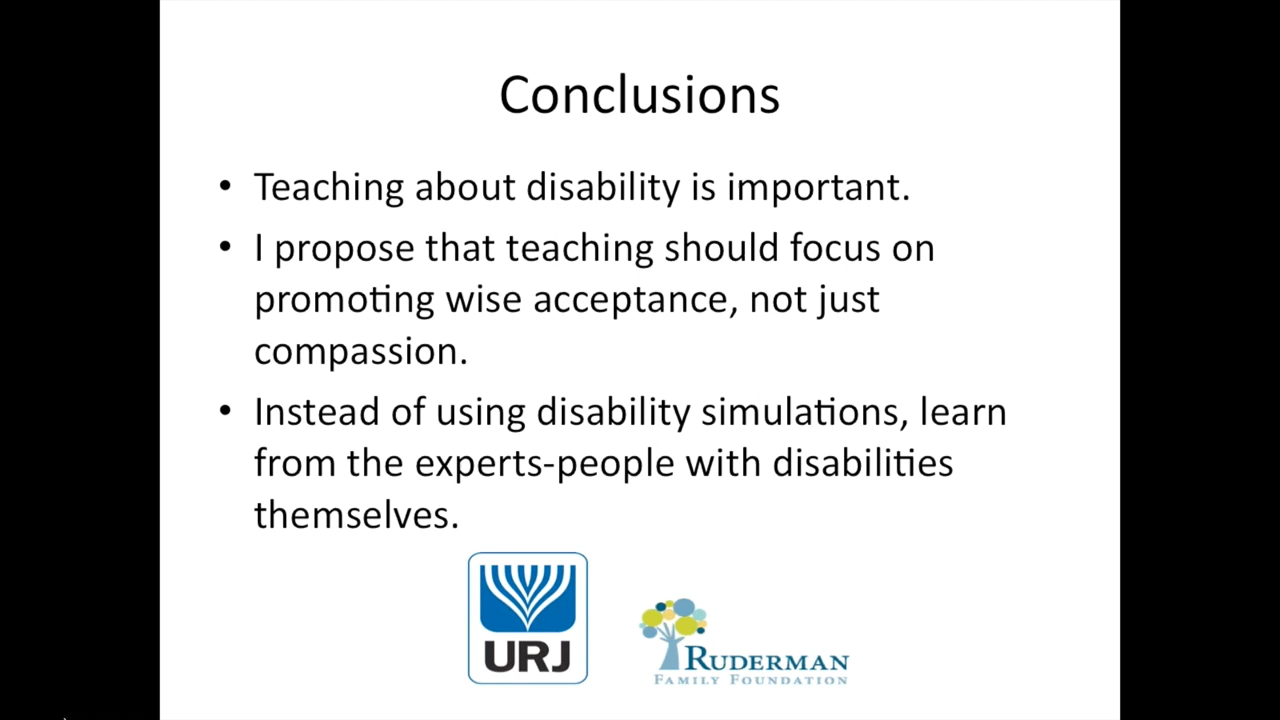 Conclusions
• Teaching about disability is important.
• I propose that teaching should focus on
promoting wise acceptance, not just
compassion.
• Instead of using disability simulations, learn
from the experts-people with disabilities
themselves.
URJ
RUDERMAN
FAMILY FOUNDATION